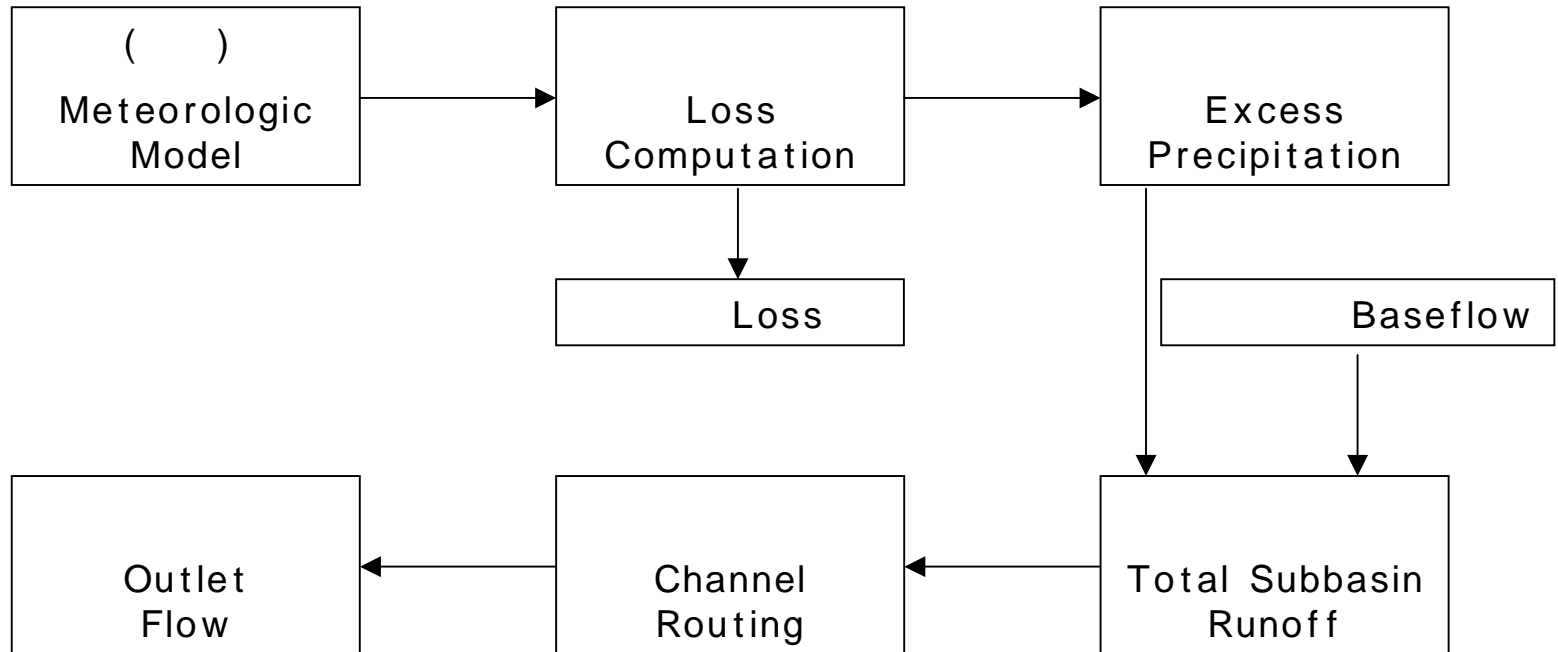 ( )
Meteorologic
Model
Loss
Computation
Excess
Precipitation
Loss
Baseflow
Outlet
Flow
Channel
Routing
Total Subbasin
Runoff